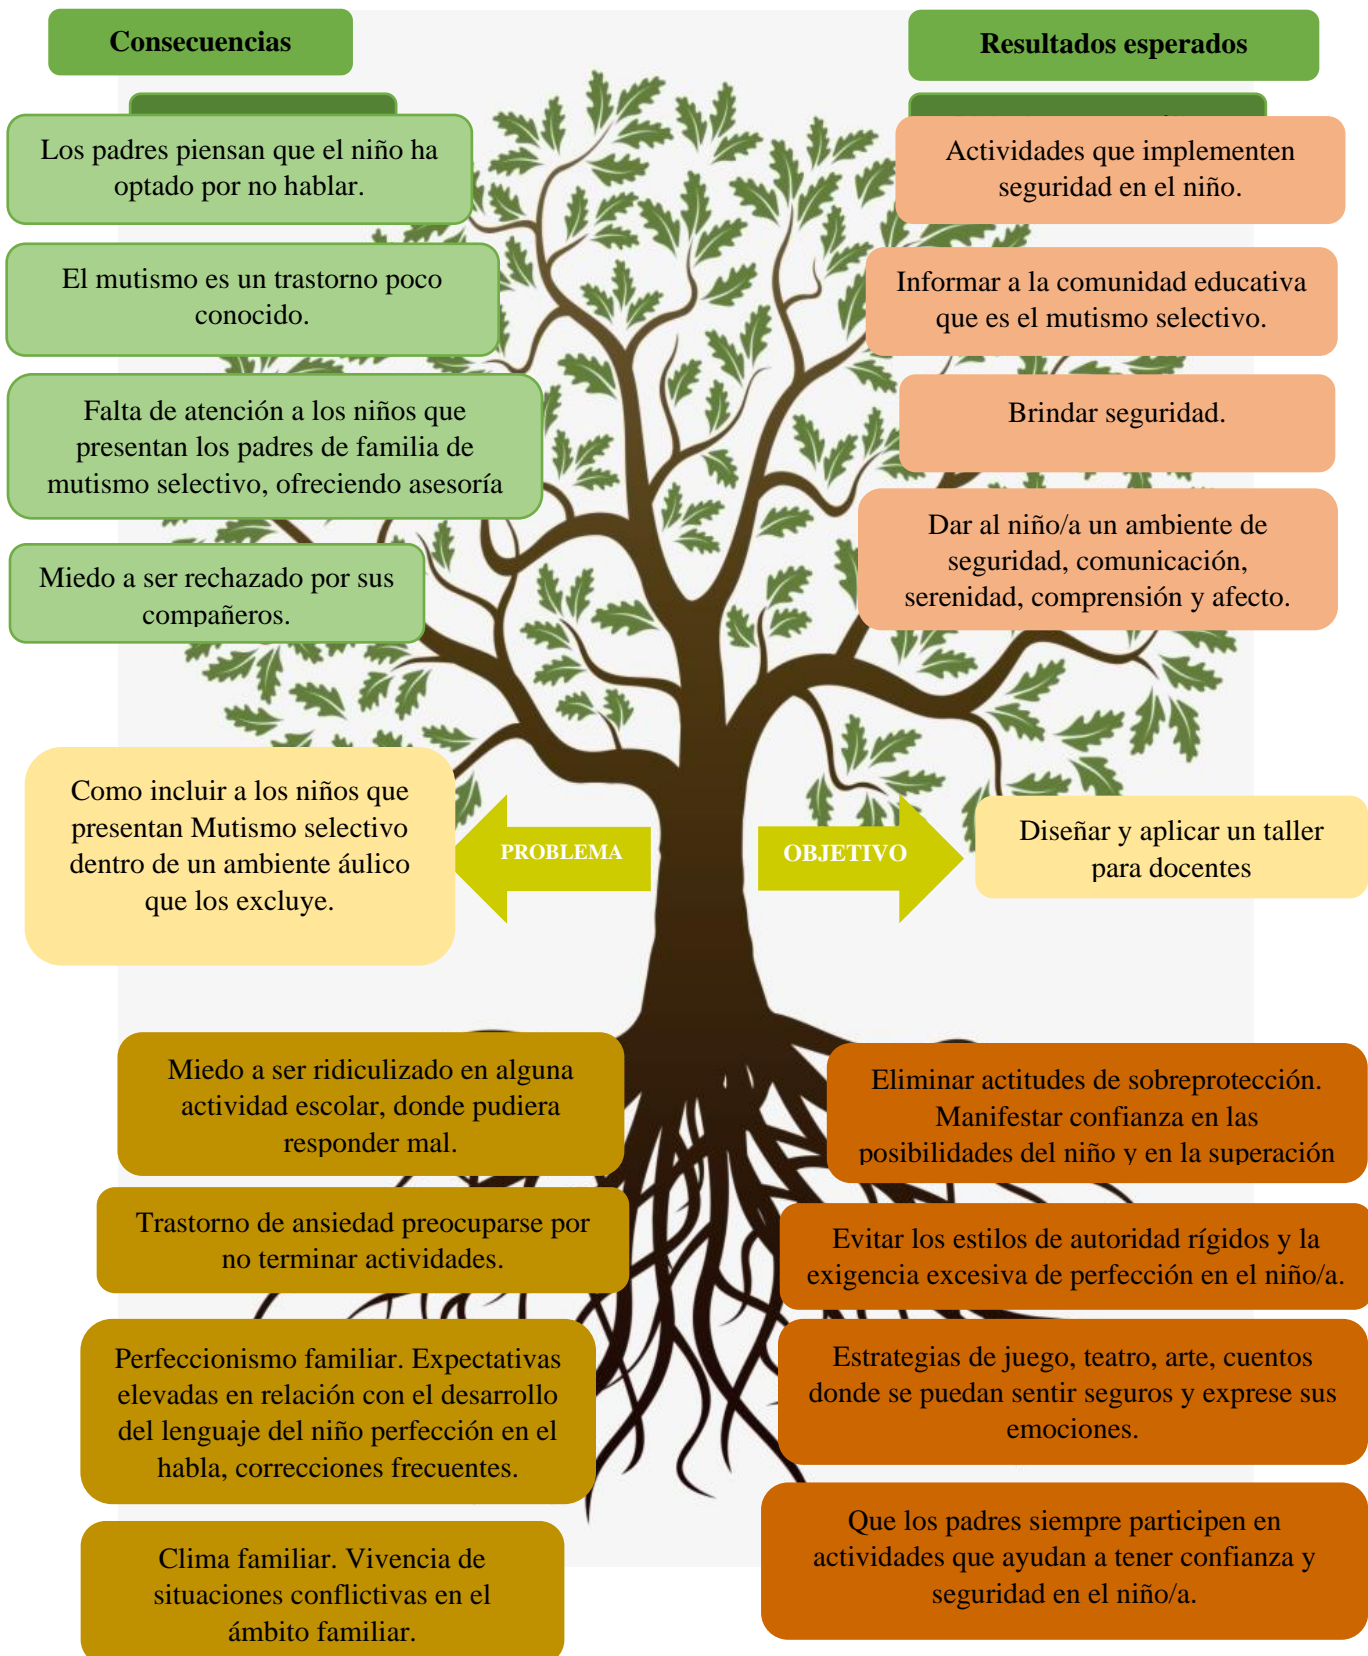 Consecuencias
Los padres piensan que el niño ha
optado por no hablar.
El mutismo es un trastorno poco
conocido.
Falta de atención a los niños que
presentan los padres de familia de
mutismo selectivo, ofreciendo asesoría
Miedo a ser rechazado por sus
compañeros.
Resultados esperados
Actividades que implementen
seguridad en el niño.
Informar a la comunidad educativa
que es el mutismo selectivo.
Brindar seguridad.
Dar al niño/a un ambiente de
seguridad, comunicación,
serenidad, comprensión y afecto.
Como incluir a los niños que
presentan Mutismo selectivo
dentro de un ambiente áulico
que los excluye.
PROBLEMA
OBJETIVO
Diseñar y aplicar un taller
para docentes
Miedo a ser ridiculizado en alguna
actividad escolar, donde pudiera
responder mal.
Trastorno de ansiedad preocuparse por
no terminar actividades.
Perfeccionismo familiar. Expectativas
elevadas en relación con el desarrollo
del lenguaje del niño perfección en el
habla, correcciones frecuentes.
Clima familiar. Vivencia de
situaciones conflictivas en el
ámbito familiar.
Eliminar actitudes de sobreprotección.
Manifestar confianza en las
posibilidades del niño y en la superación
Evitar los estilos de autoridad rígidos y la
exigencia excesiva de perfección en el niño/a.
Estrategias de juego, teatro, arte, cuentos
donde se puedan sentir seguros y exprese sus
emociones.
Que los padres siempre participen en
actividades que ayudan a tener confianza y
seguridad en el niño/a.